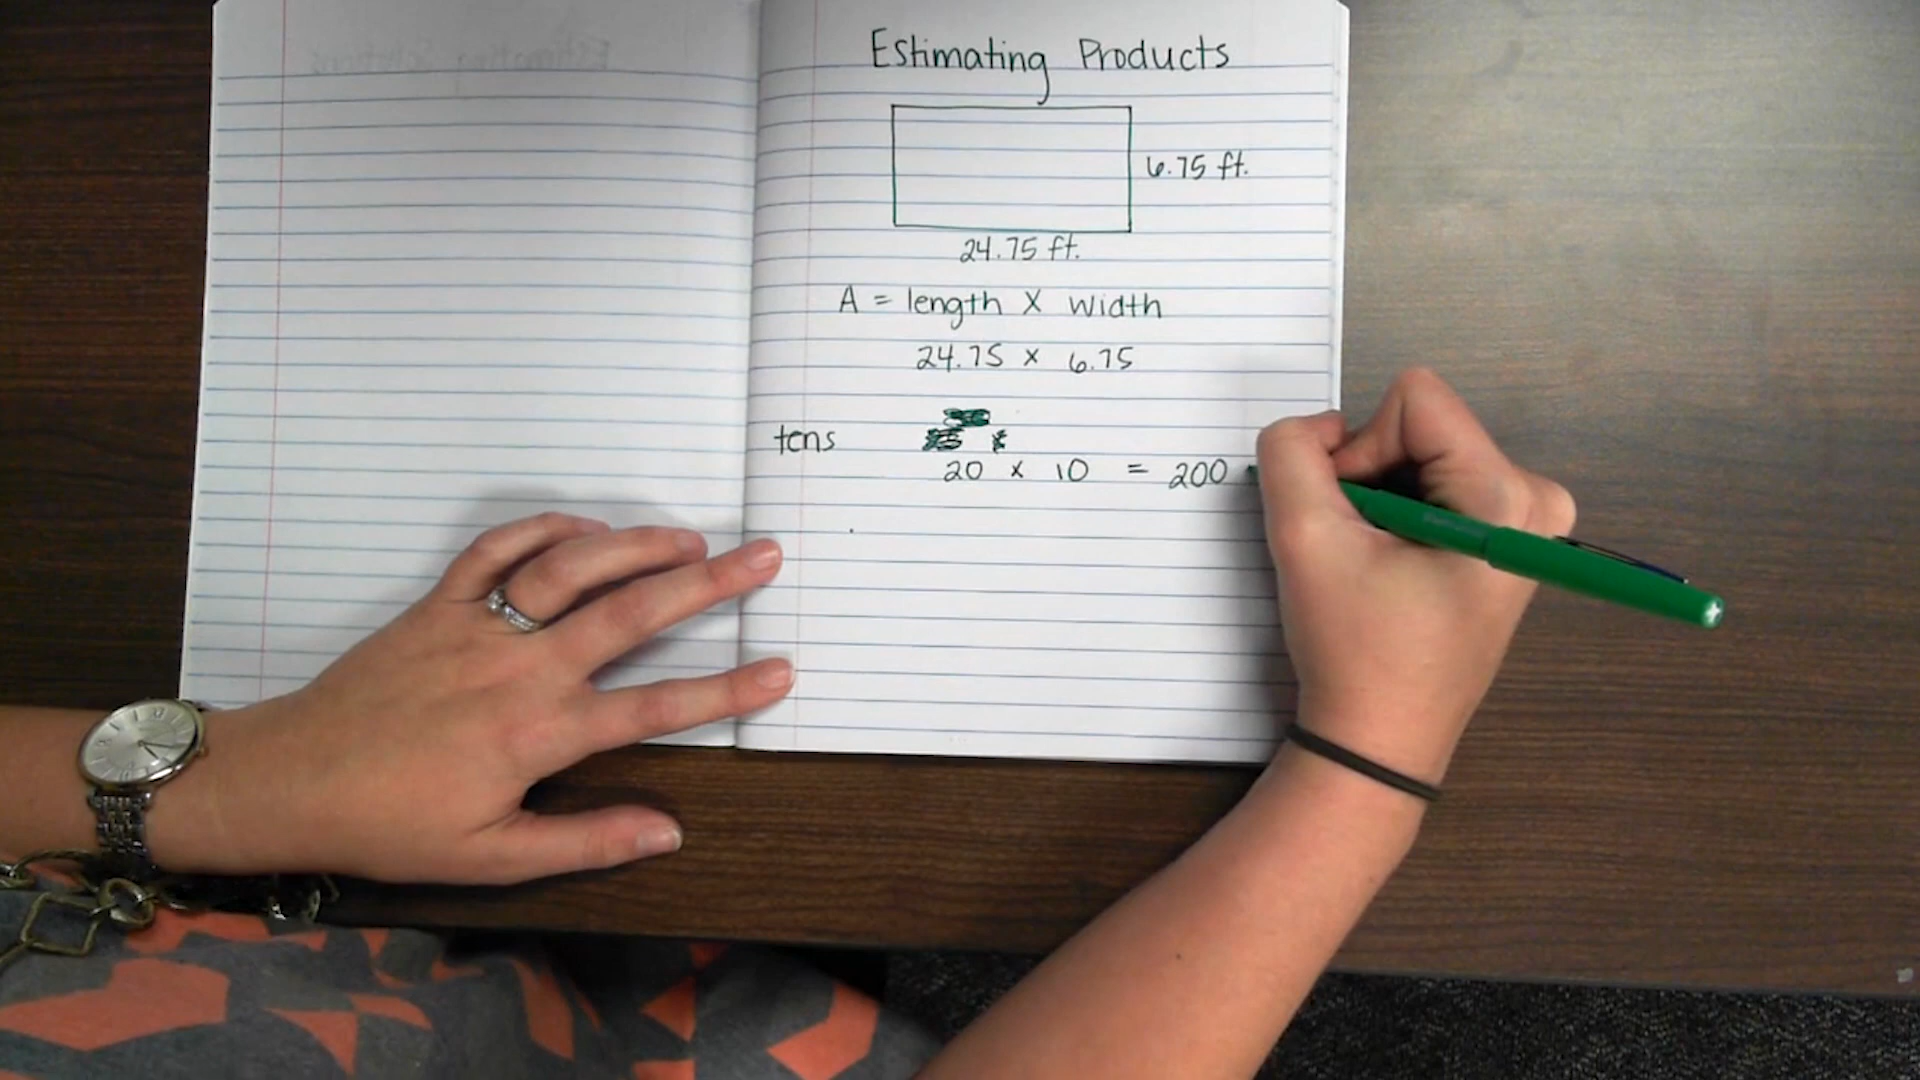 Estimating Products
6.75 ft.
24.75 ft.
A = length X width
24.75 x 6.75
tens
20 x 10 = 200